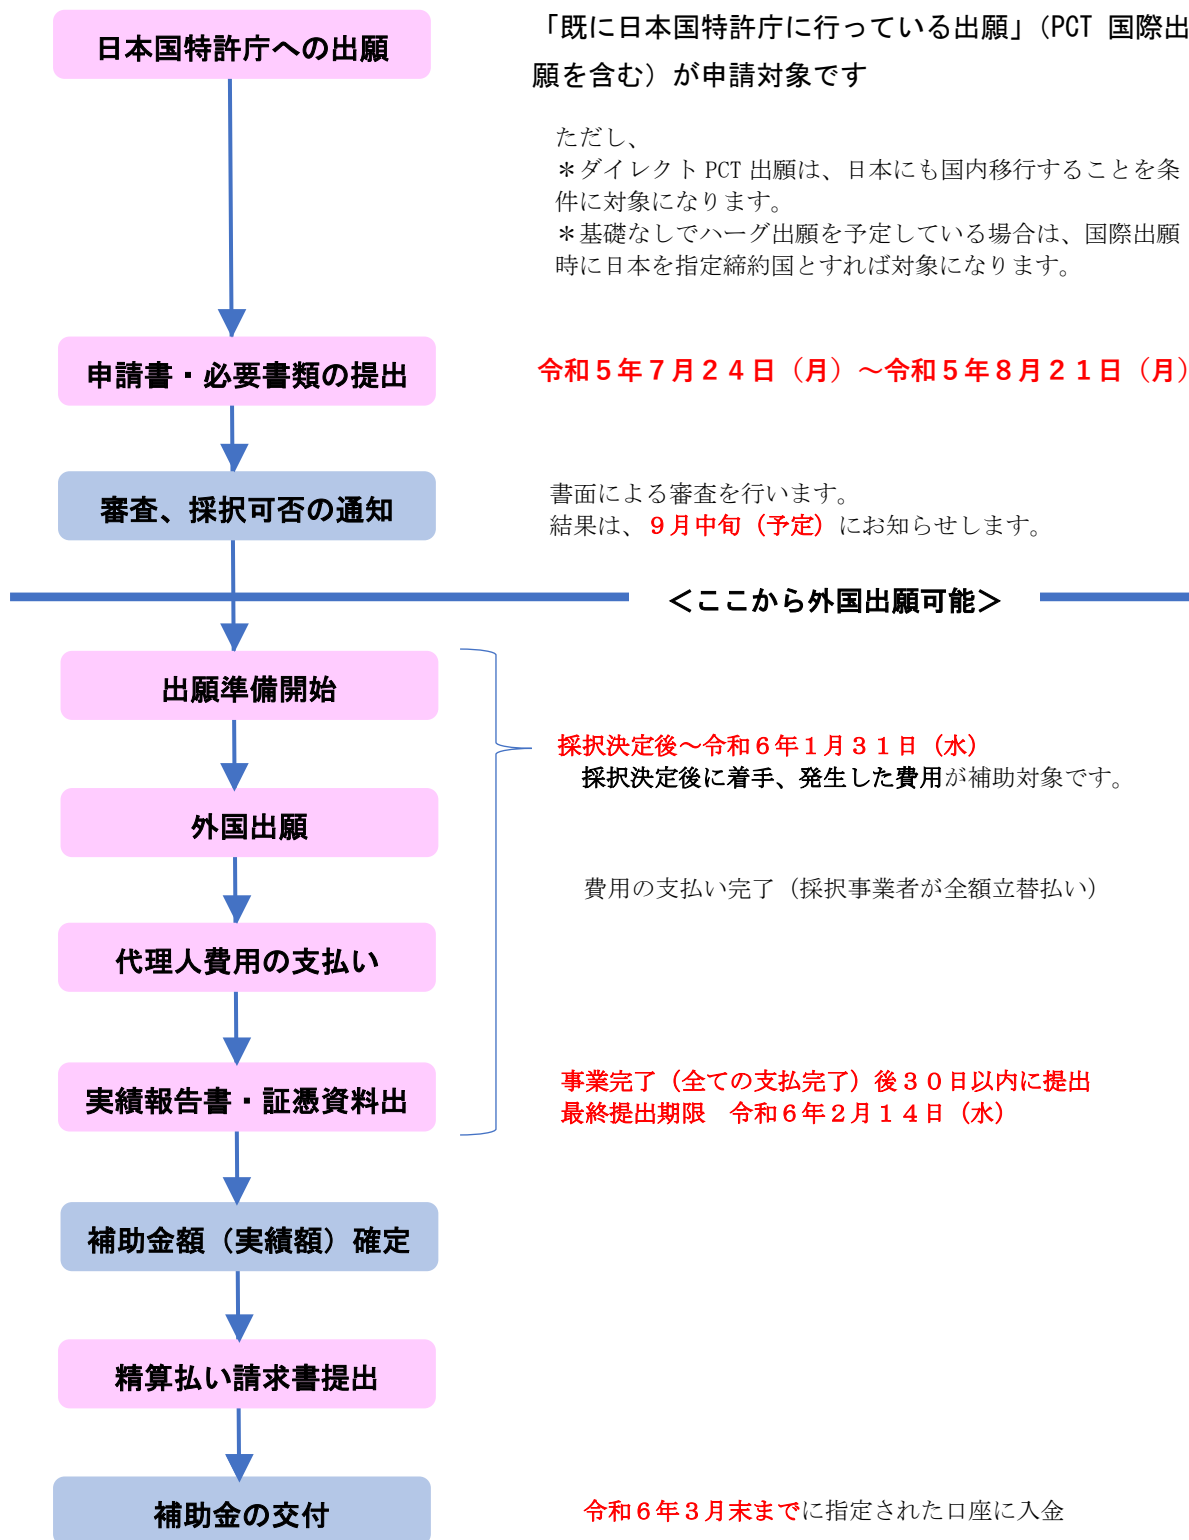 日本国特許庁への出願
「既に日本国特許庁に行っている出願」（PCT 国際出
願を含む）が申請対象です
ただし、
＊ダイレクト PCT 出願は、日本にも国内移行することを条
件に対象になります。
＊基礎なしでハーグ出願を予定している場合は、国際出願
時に日本を指定締約国とすれば対象になります。
申請書・必要書類の提出
令和５年７月２４日（月）～令和５年８月２１日（月）
審査、採択可否の通知
書面による審査を行います。
結果は、９月中旬（予定）にお知らせします。
＜ここから外国出願可能＞
出願準備開始
採択決定後～令和６年１月３１日（水）
採択決定後に着手、発生した費用が補助対象です。
外国出願
費用の支払い完了（採択事業者が全額立替払い）
代理人費用の支払い
実績報告書・証憑資料出
事業完了（全ての支払完了）後３０日以内に提出
最終提出期限　令和６年２月１４日（水）
補助金額（実績額）確定
精算払い請求書提出
補助金の交付
令和６年３月末までに指定された口座に入金